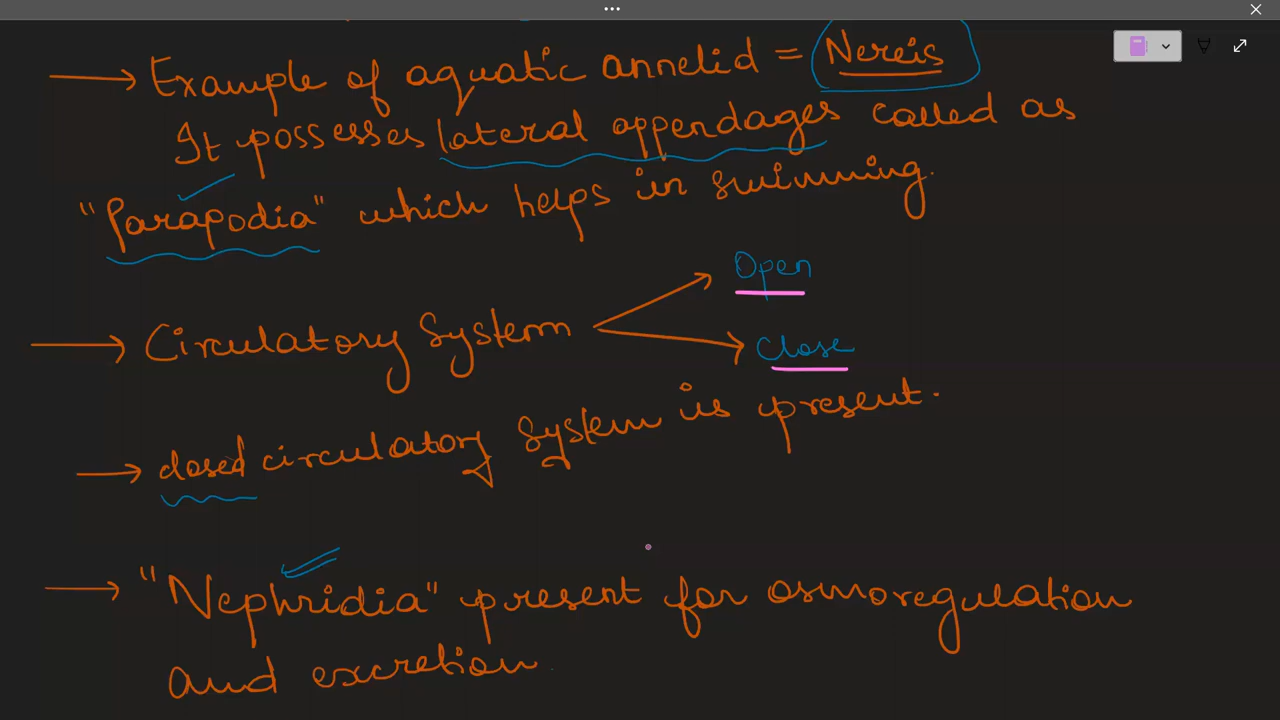 → Example of aquatic annelid = Nereis
It possesses lateral appendages called as
"Parapodia" which helps in swimming.
Open
→ Circulatory System
Close
→ closed circulatory system is present.
→ "Nephridia" present for osmoregulation
and excretion.